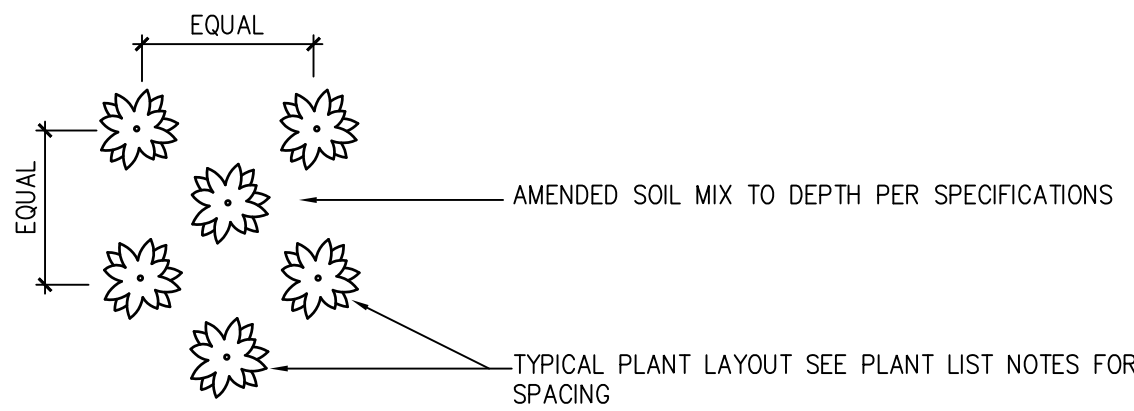 EQUAL
EQUAL
AMENDED SOIL MIX TO DEPTH PER SPECIFICATIONS
TYPICAL PLANT LAYOUT SEE PLANT LIST NOTES FOR
SPACING